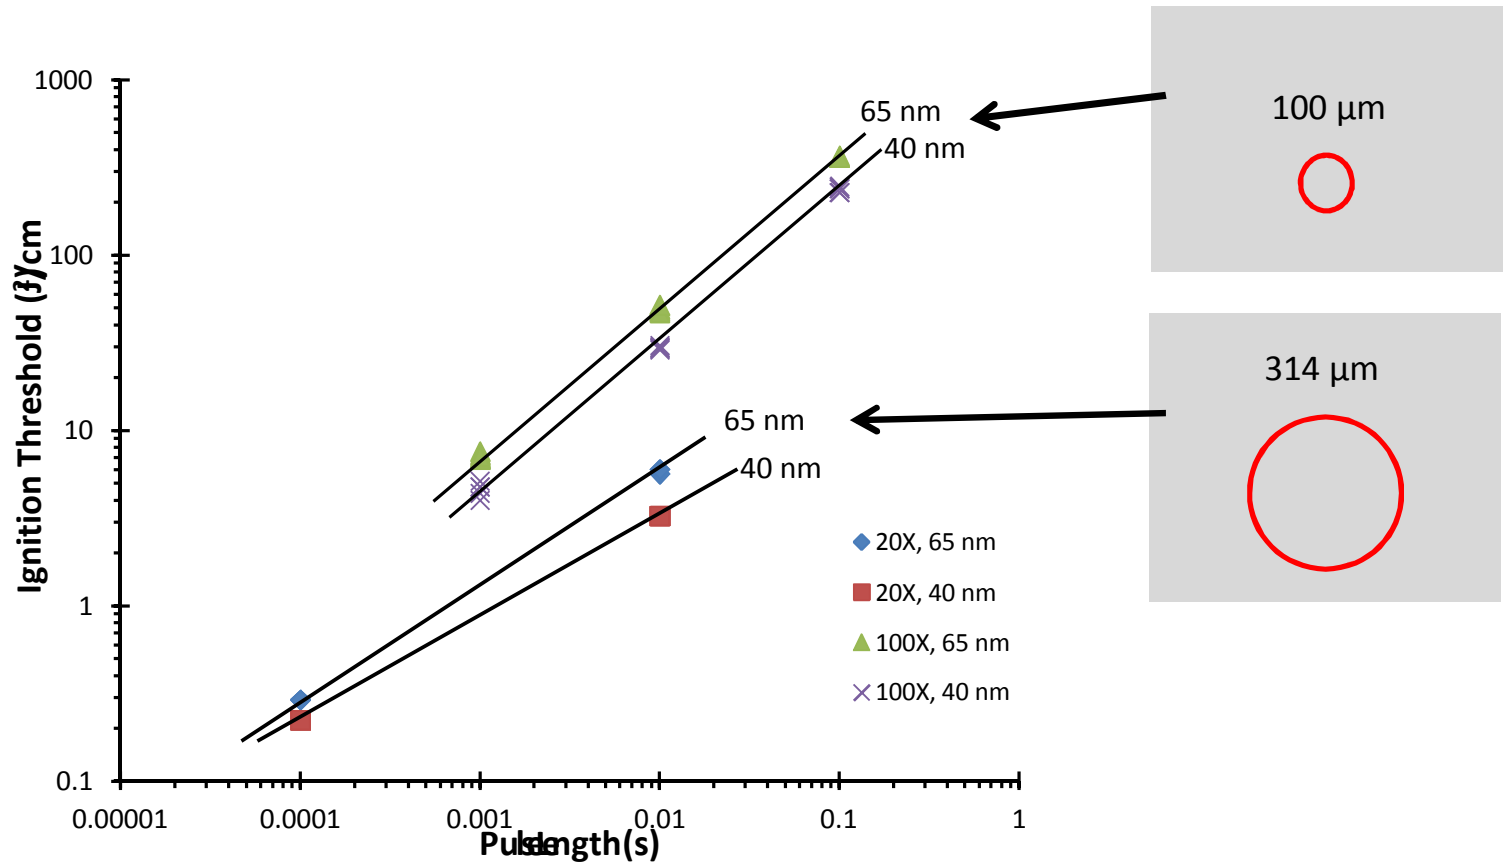 1000
100
10
1
0.1
0.00001
0.0001
0.001
0.01
0.1
1
Ignition Threshold
(s)
65 nm
40 nm
65 nm
40 nm
20X, 65 nm
20X, 40 nm
100X, 65 nm
100X, 40 nm
100 µm
314 µm